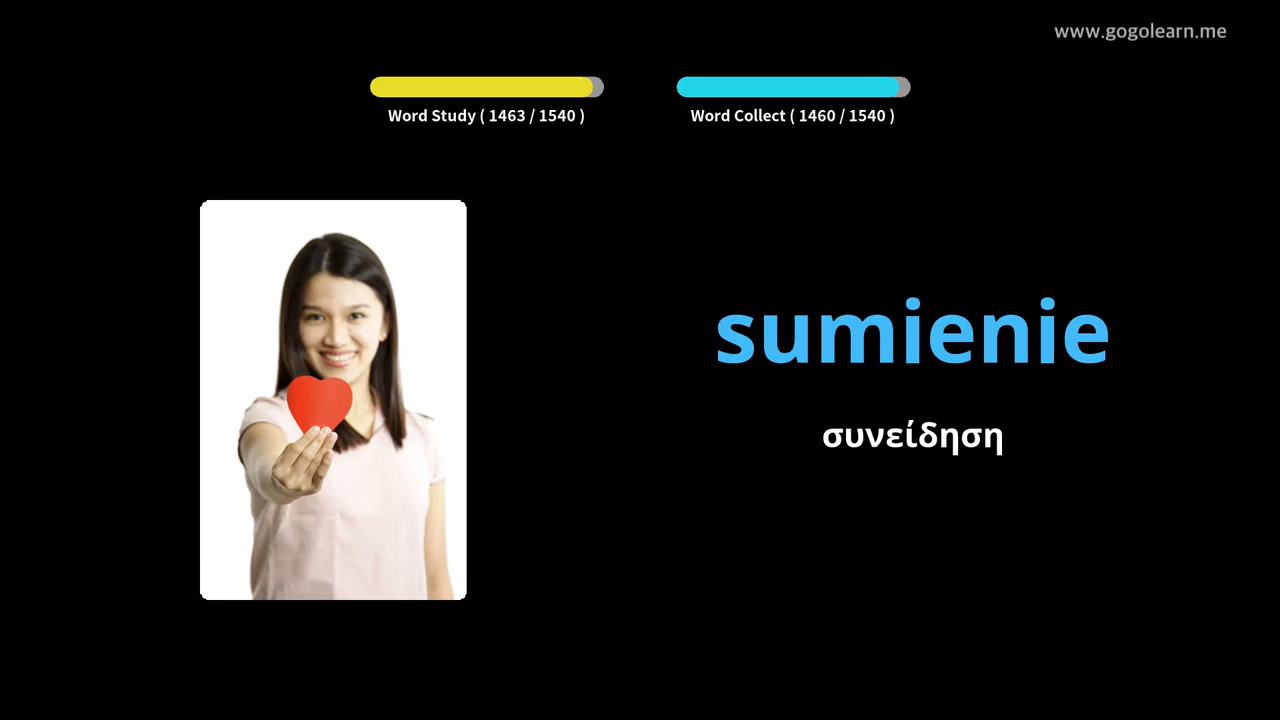 www.gogolearn.me
Word Study ( 1463 / 1540 )
Word Collect ( 1460 / 1540 )
sumienie
συνείδηση